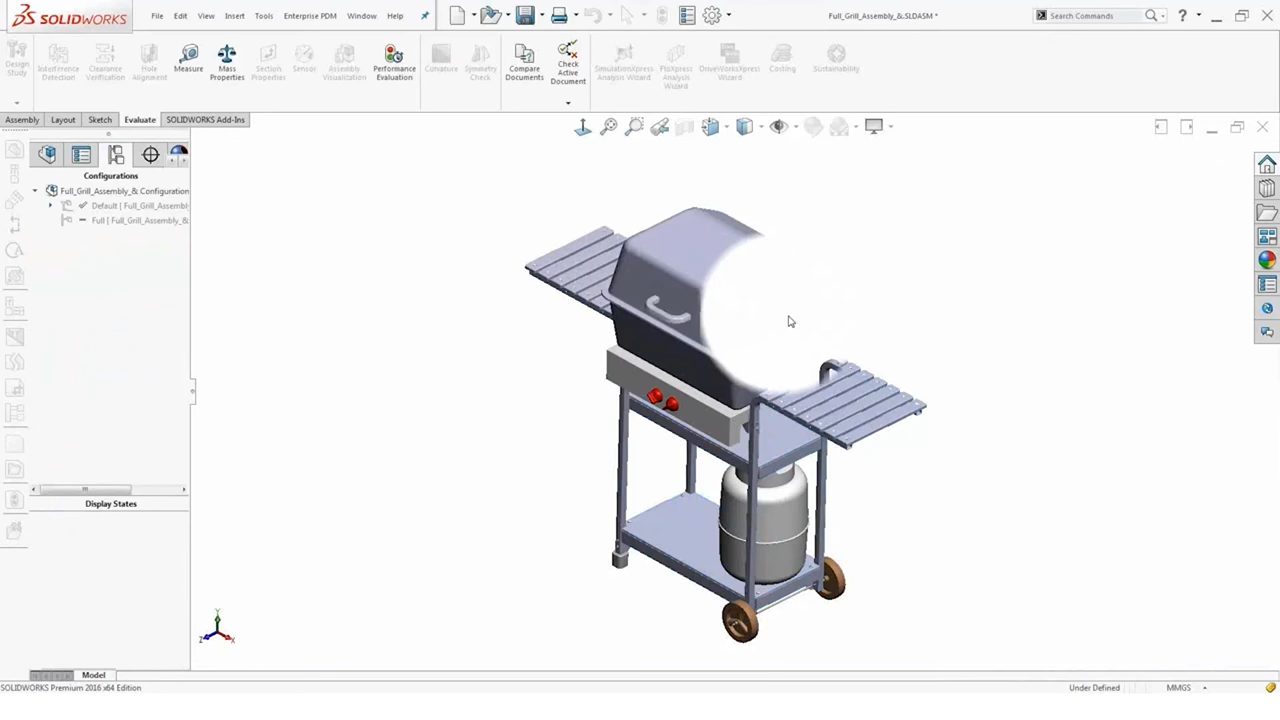 SOLIDWORKS
File Edit View Insert Tools Enterprise PDM Window Help
Full_Grill_Assembly_&.SLDASM *
Search Commands
?
Design Study
Interference Detection
Clearance Verification
Hole Alignment
Measure
Mass Properties
Section Properties
Sensor
Assembly Visualization
Performance Evaluation
Curvature
Symmetry Check
Compare Documents
Check Active Document
SimulationXpress Analysis Wizard
FloXpress Analysis Wizard
DriveWorksXpress Wizard
Costing
Sustainability
Assembly Layout Sketch Evaluate SOLIDWORKS Add-Ins
Configurations
Full_Grill_Assembly_& Configuration
Default [ Full_Grill_Assembly
Full [ Full_Grill_Assembly_&
Display States
Y
Z X
Model
SOLIDWORKS Premium 2016 x64 Edition
Under Defined
MMGS